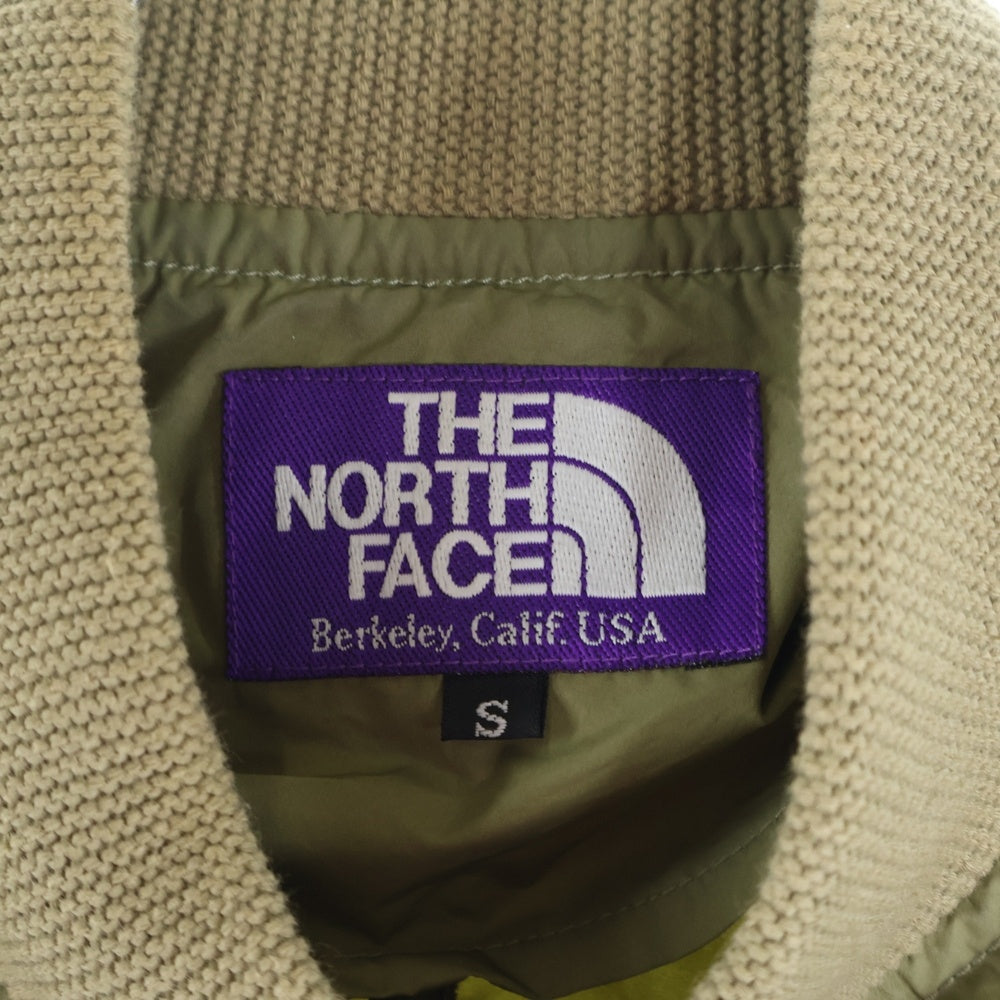 THE
NORTH
FACE
Berkeley, Calif. USA
S